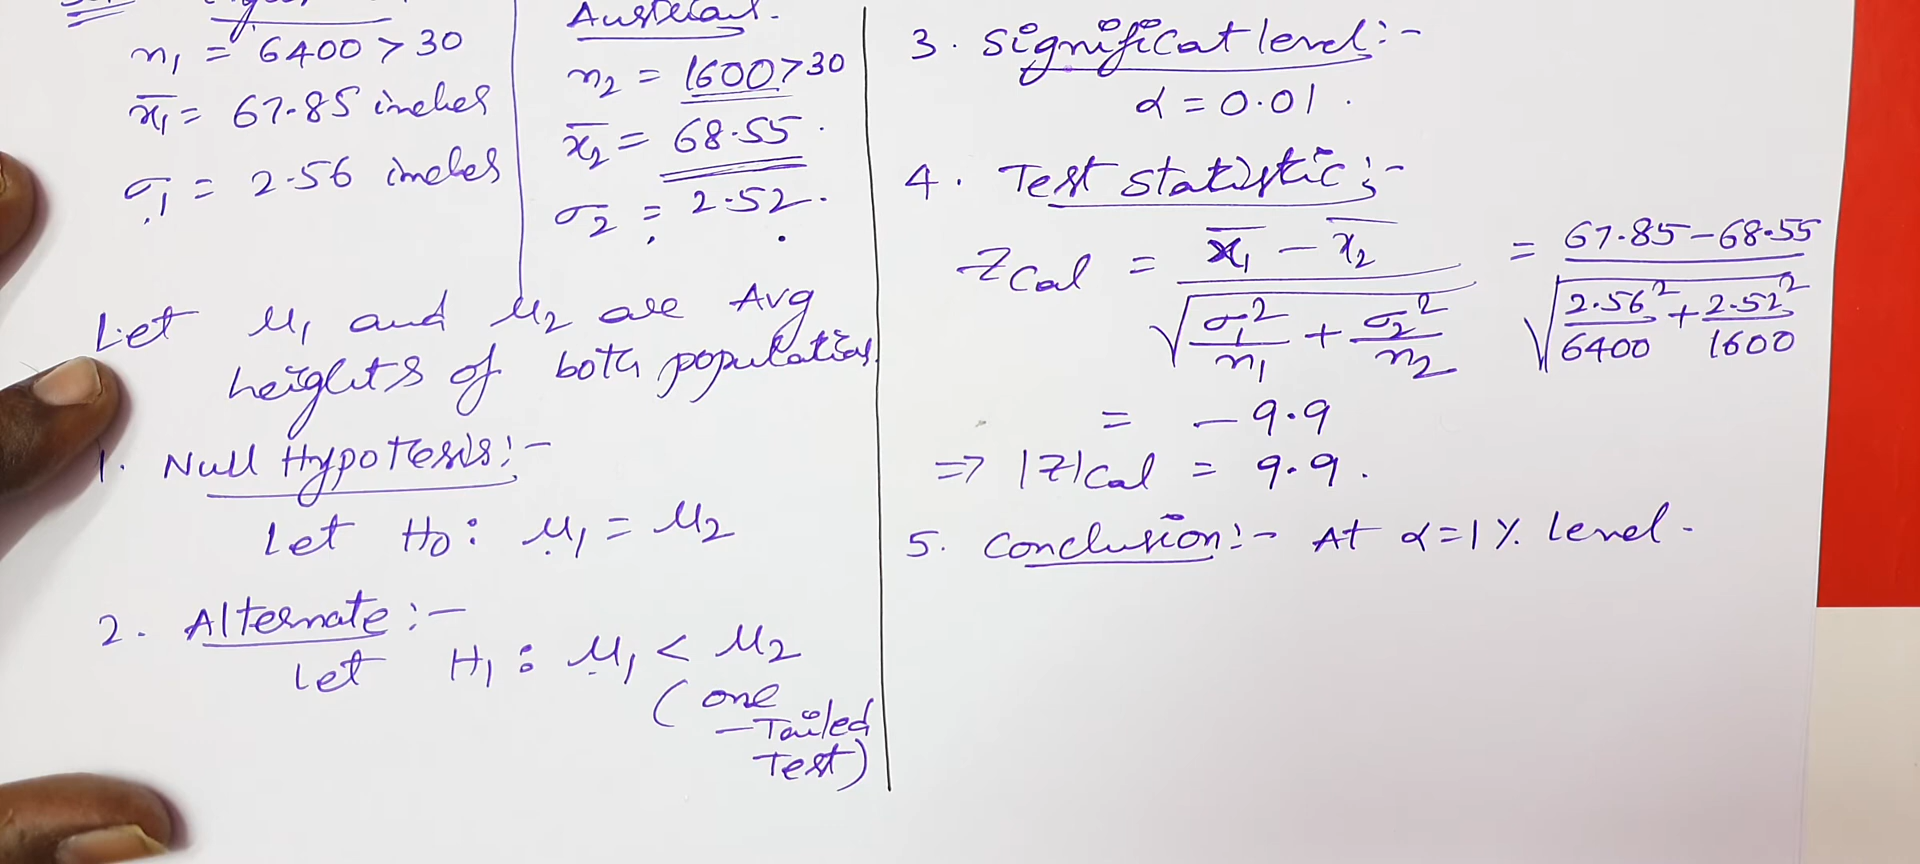 n₁ = 6400 > 30
x̄₁ = 67.85 inches
σ₁ = 2.56 inches
n₂ = 1600 > 30
x̄₂ = 68.55.
σ₂ = 2.52.
Let μ₁ and μ₂ are Avg
heights of both populations.
1. Null Hypotesis:-
Let H₀: μ₁ = μ₂
2. Alternate:-
Let H₁: μ₁ < μ₂
(one
-Tailed
Test)
3. Significat level:-
α = 0.01.
4. Test Statistic:-
Z Cal = (x̄₁ - x̄₂) / √(σ₁²/n₁ + σ₂²/n₂) = (67.85-68.55) / √(2.56²/6400 + 2.52²/1600)
= -9.9
⇒ |Z|Cal = 9.9.
5. Conclusion:- At α=1% level.